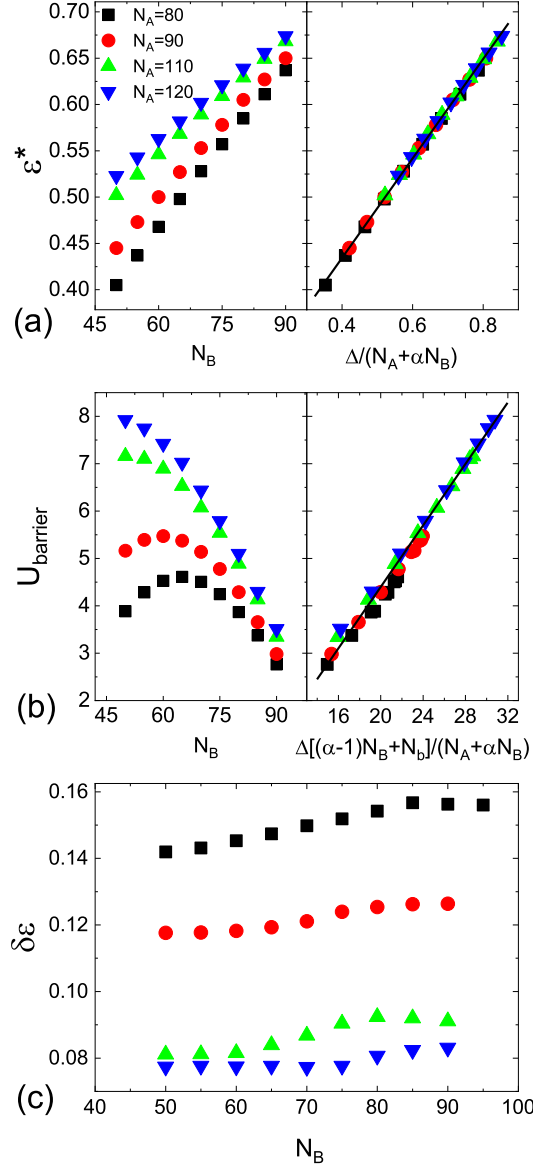 0.70
0.65
0.60
0.55
0.50
0.45
0.40
ε*
N_A=80
N_A=90
N_A=110
N_A=120
45 60 75 90
0.4 0.6 0.8
N_B
Δ/(N_A+αN_B)
(a)
8
7
6
5
4
3
2
U_barrier
45 60 75 90
16 20 24 28 32
N_B
Δ[(α-1)N_B+N_b]/(N_A+αN_B)
(b)
0.16
0.14
0.12
0.10
0.08
δε
40 50 60 70 80 90 100
(c)
N_B